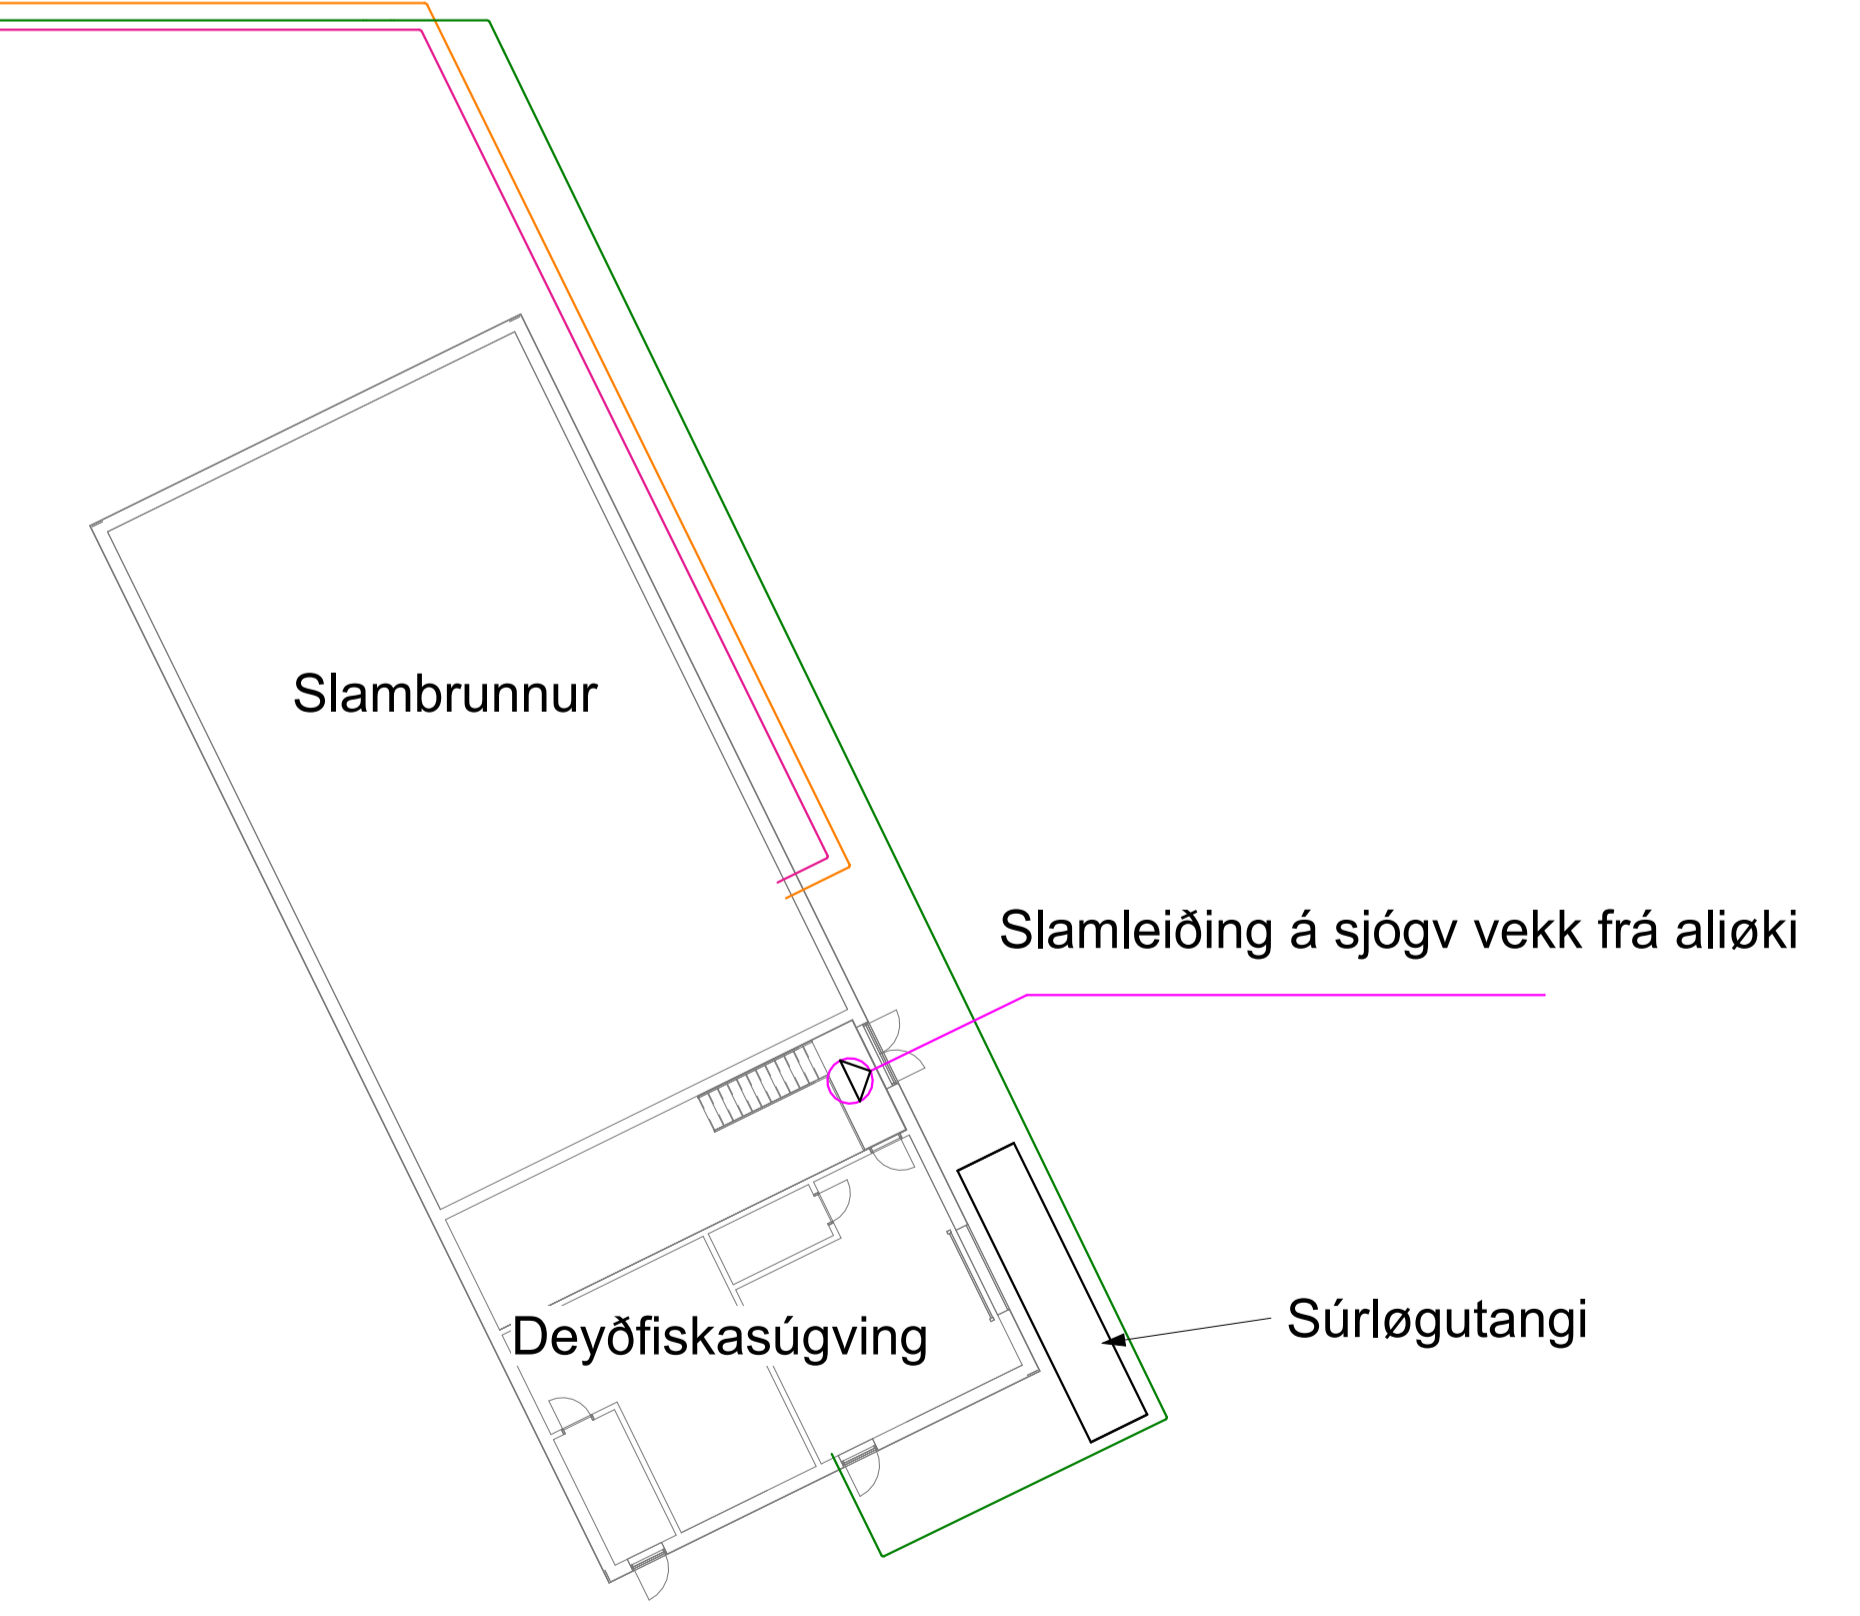 Slambrunnur
Slamleiðing á sjógv vekk frá aliøki
Súrløgutangi
Deyðfiskasúgving